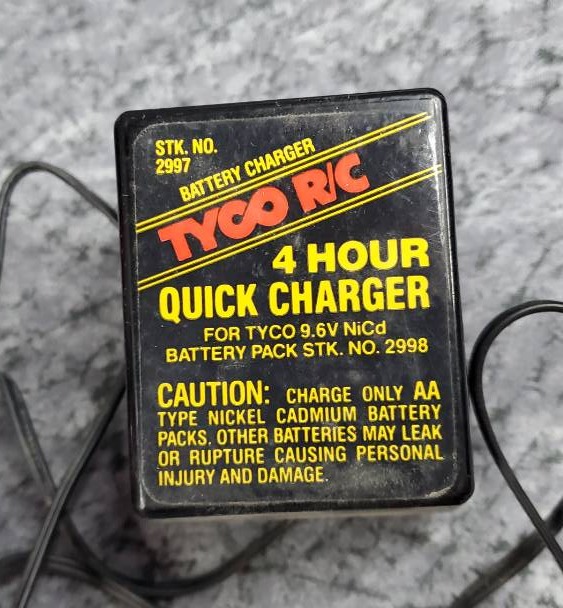 STK. NO.
2997
BATTERY CHARGER
TYCO R/C
4 HOUR
QUICK CHARGER
FOR TYCO 9.6V NiCd
BATTERY PACK STK. NO. 2998
CAUTION: CHARGE ONLY AA
TYPE NICKEL CADMIUM BATTERY
PACKS. OTHER BATTERIES MAY LEAK
OR RUPTURE CAUSING PERSONAL
INJURY AND DAMAGE.